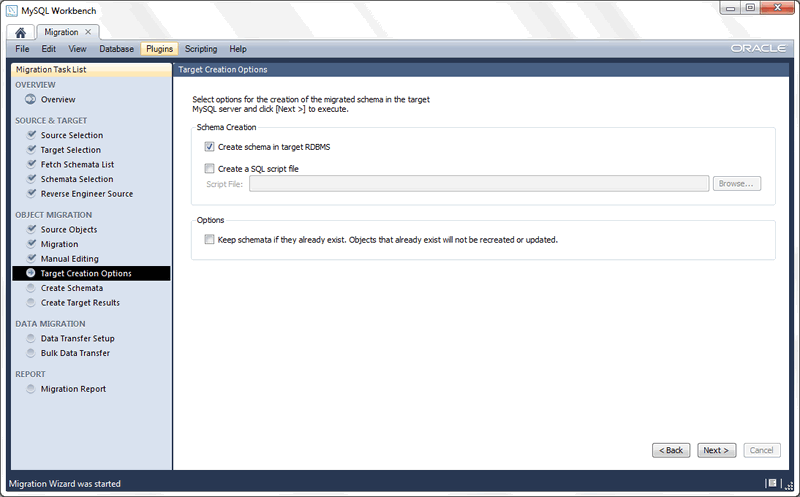 MySQL Workbench
Migration
File Edit View Database Plugins Scripting Help
ORACLE
Migration Task List
OVERVIEW
Overview
SOURCE & TARGET
Source Selection
Target Selection
Fetch Schemata List
Schemata Selection
Reverse Engineer Source
OBJECT MIGRATION
Source Objects
Migration
Manual Editing
Target Creation Options
Create Schemata
Create Target Results
DATA MIGRATION
Data Transfer Setup
Bulk Data Transfer
REPORT
Migration Report
Target Creation Options
Select options for the creation of the migrated schema in the target
MySQL server and click [Next >] to execute.
Schema Creation
Create schema in target RDBMS
Create a SQL script file
Script File:
Browse...
Options
Keep schemata if they already exist. Objects that already exist will not be recreated or updated.
< Back Next > Cancel
Migration Wizard was started